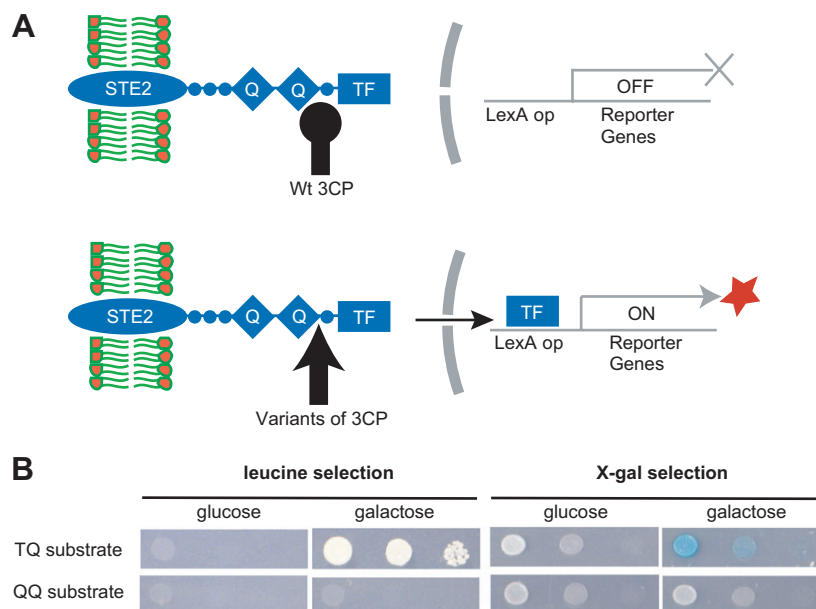 A
STE2 Q Q TF
OFF
LexA op Reporter
Genes
Wt 3CP
STE2 Q Q TF
TF ON
LexA op Reporter
Genes
Variants of 3CP
B
leucine selection X-gal selection
glucose galactose glucose galactose
TQ substrate
QQ substrate